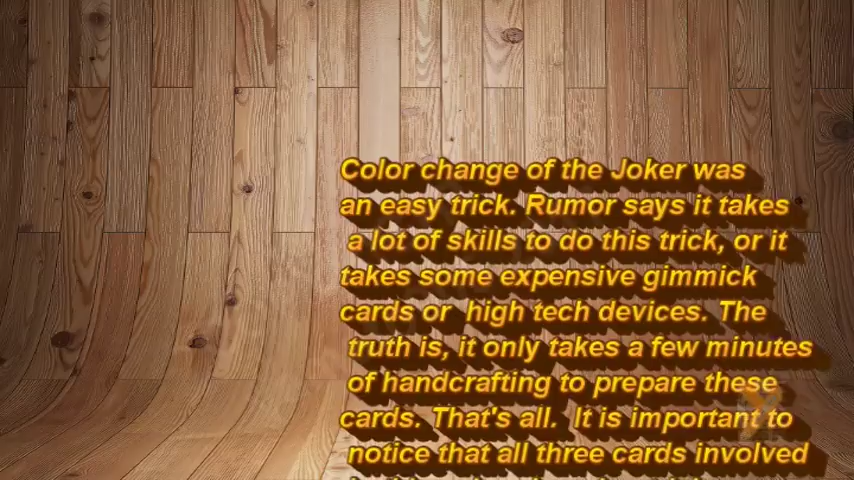 Color change of the Joker was
an easy trick. Rumor says it takes
a lot of skills to do this trick, or it
takes some expensive gimmick
cards or high tech devices. The
truth is, it only takes a few minutes
of handcrafting to prepare these
cards. That's all. It is important to
notice that all three cards involved